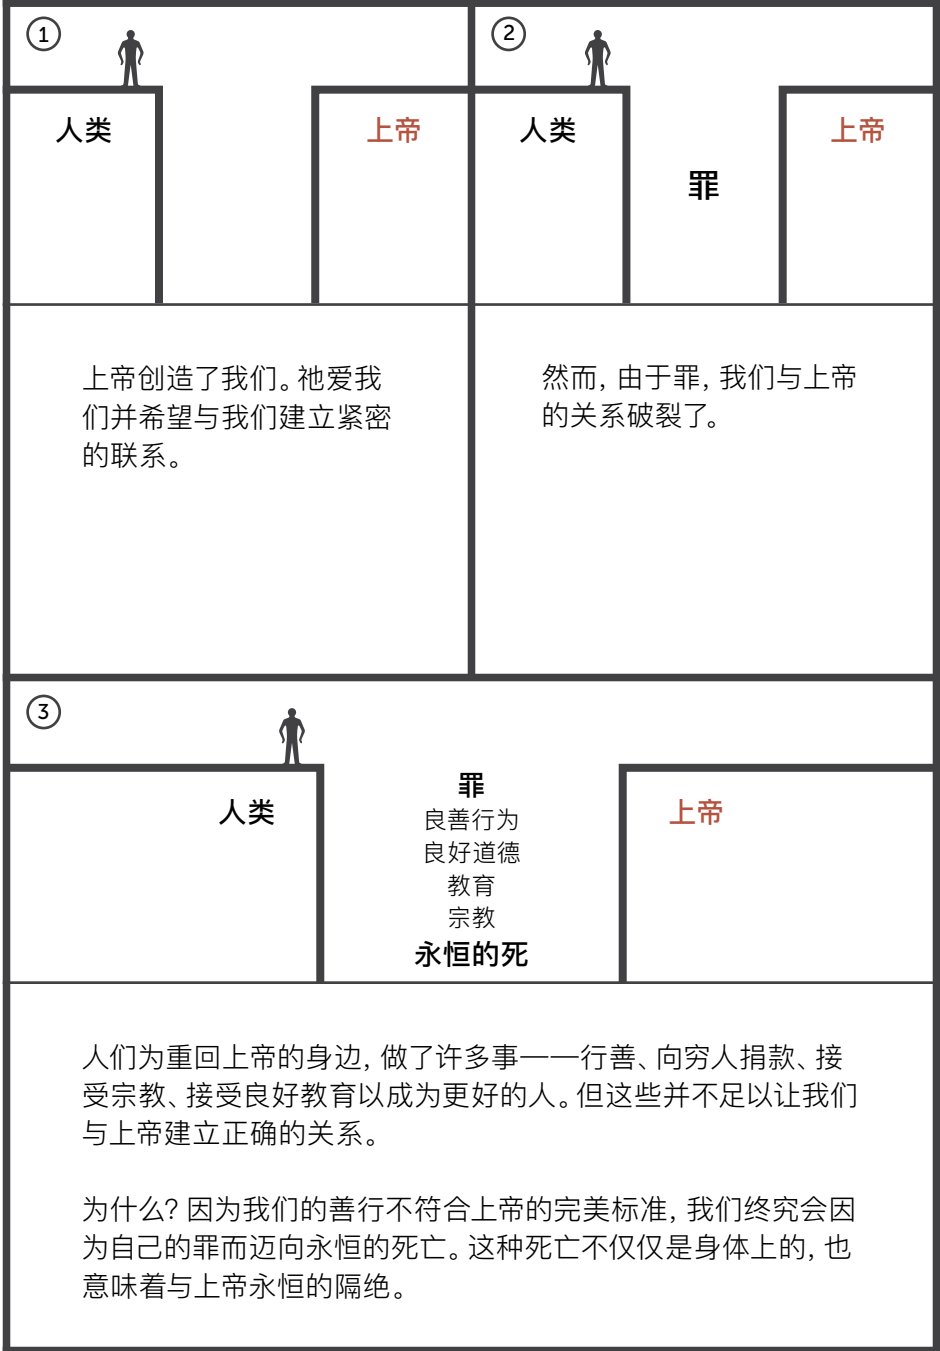 ①
人类
上帝
上帝创造了我们。祂爱我
们并希望与我们建立紧密
的联系。
②
人类
上帝
罪
然而, 由于罪, 我们与上帝
的关系破裂了。
③
人类
罪
良善行为
良好道德
教育
宗教
永恒的死
上帝
人们为重回上帝的身边, 做了许多事——行善、向穷人捐款、接
受宗教、接受良好教育以成为更好的人。但这些并不足以让我们
与上帝建立正确的关系。
为什么? 因为我们的善行不符合上帝的完美标准, 我们终究会因
为自己的罪而迈向永恒的死亡。这种死亡不仅仅是身体上的, 也
意味着与上帝永恒的隔绝。